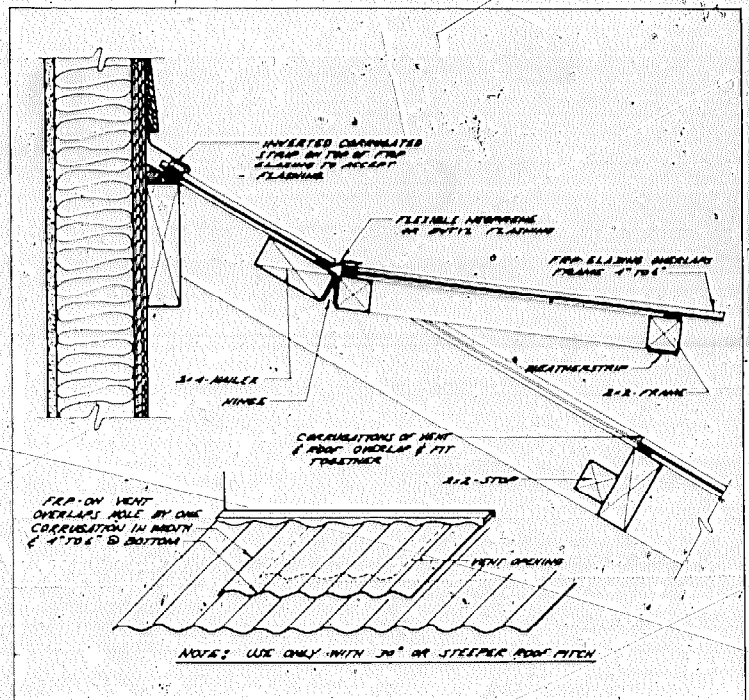 INVERTED CORRUGATED
STRIP ON TOP OF FRP
GLAZING TO ACCEPT
FLASHING
FLEXIBLE NEOPRENE
OR BUTYL FLASHING
FRP GLAZING OVERLAPS
FRAME 4" TO 6"
2×4 NAILER
HINGE
WEATHERSTRIP
2×2 FRAME
CORRUGATIONS OF VENT
& ROOF OVERLAP & FIT
TOGETHER
2×2 STOP
FRP ON VENT
OVERLAPS HOLE BY ONE
CORRUGATION IN WIDTH
& 4" TO 6" @ BOTTOM
VENT OPENING
NOTE: USE ONLY WITH 30° OR STEEPER ROOF PITCH